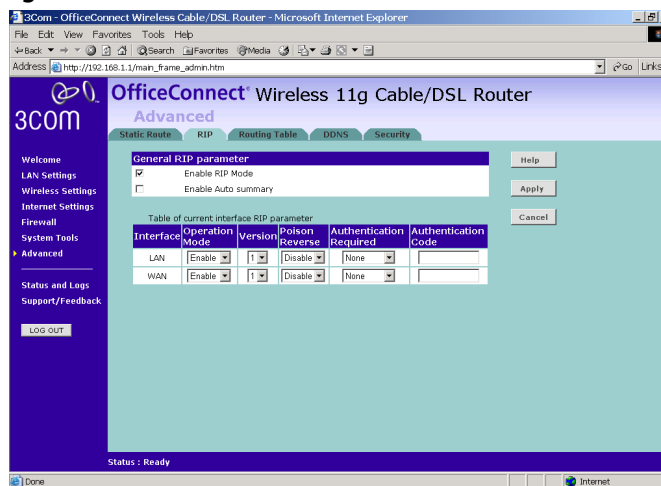 3Com - OfficeConnect Wireless Cable/DSL Router - Microsoft Internet Explorer
File Edit View Favorites Tools Help
Back Search Favorites Media
Address http://192.168.1.1/main_frame_admin.htm Go Links
3COM
OfficeConnect® Wireless 11g Cable/DSL Router
Advanced
Static Route RIP Routing Table DDNS Security
Welcome
LAN Settings
Wireless Settings
Internet Settings
Firewall
System Tools
Advanced
Status and Logs
Support/Feedback
LOG OUT
General RIP parameter
Enable RIP Mode
Enable Auto summary
Help
Apply
Cancel
Table of current interface RIP parameter
Interface Operation Mode Version Poison Reverse Authentication Required Authentication Code
LAN Enable 1 Disable None
WAN Enable 1 Disable None
Status : Ready
Done Internet